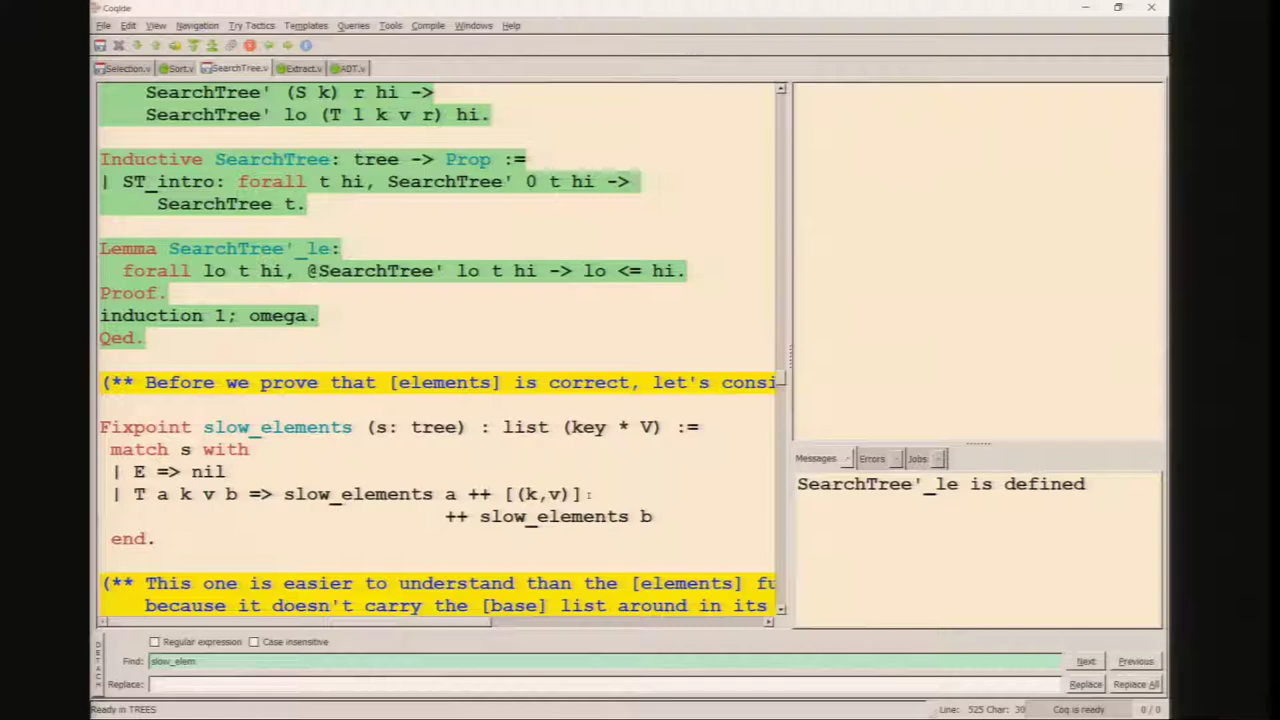 CoqIde
File Edit View Navigation Try Tactics Templates Queries Tools Compile Windows Help
Selection.v Sort.v SearchTree.v Extract.v ADT.v
SearchTree' (S k) r hi ->
SearchTree' lo (T l k v r) hi.
Inductive SearchTree: tree -> Prop :=
| ST_intro: forall t hi, SearchTree' 0 t hi ->
SearchTree t.
Lemma SearchTree'_le:
forall lo t hi, @SearchTree' lo t hi -> lo <= hi.
Proof.
induction 1; omega.
Qed.
(** Before we prove that [elements] is correct, let's consi
Fixpoint slow_elements (s: tree) : list (key * V) :=
match s with
| E => nil
| T a k v b => slow_elements a ++ [(k,v)]
++ slow_elements b
end.
(** This one is easier to understand than the [elements] fu
because it doesn't carry the [base] list around in its
Messages Errors Jobs
SearchTree'_le is defined
DETACH
Regular expression Case insensitive
Find: slow_elem Next Previous
Replace: Replace Replace All
Ready in TREES Line: 525 Char: 30 Coq is ready 0 / 0